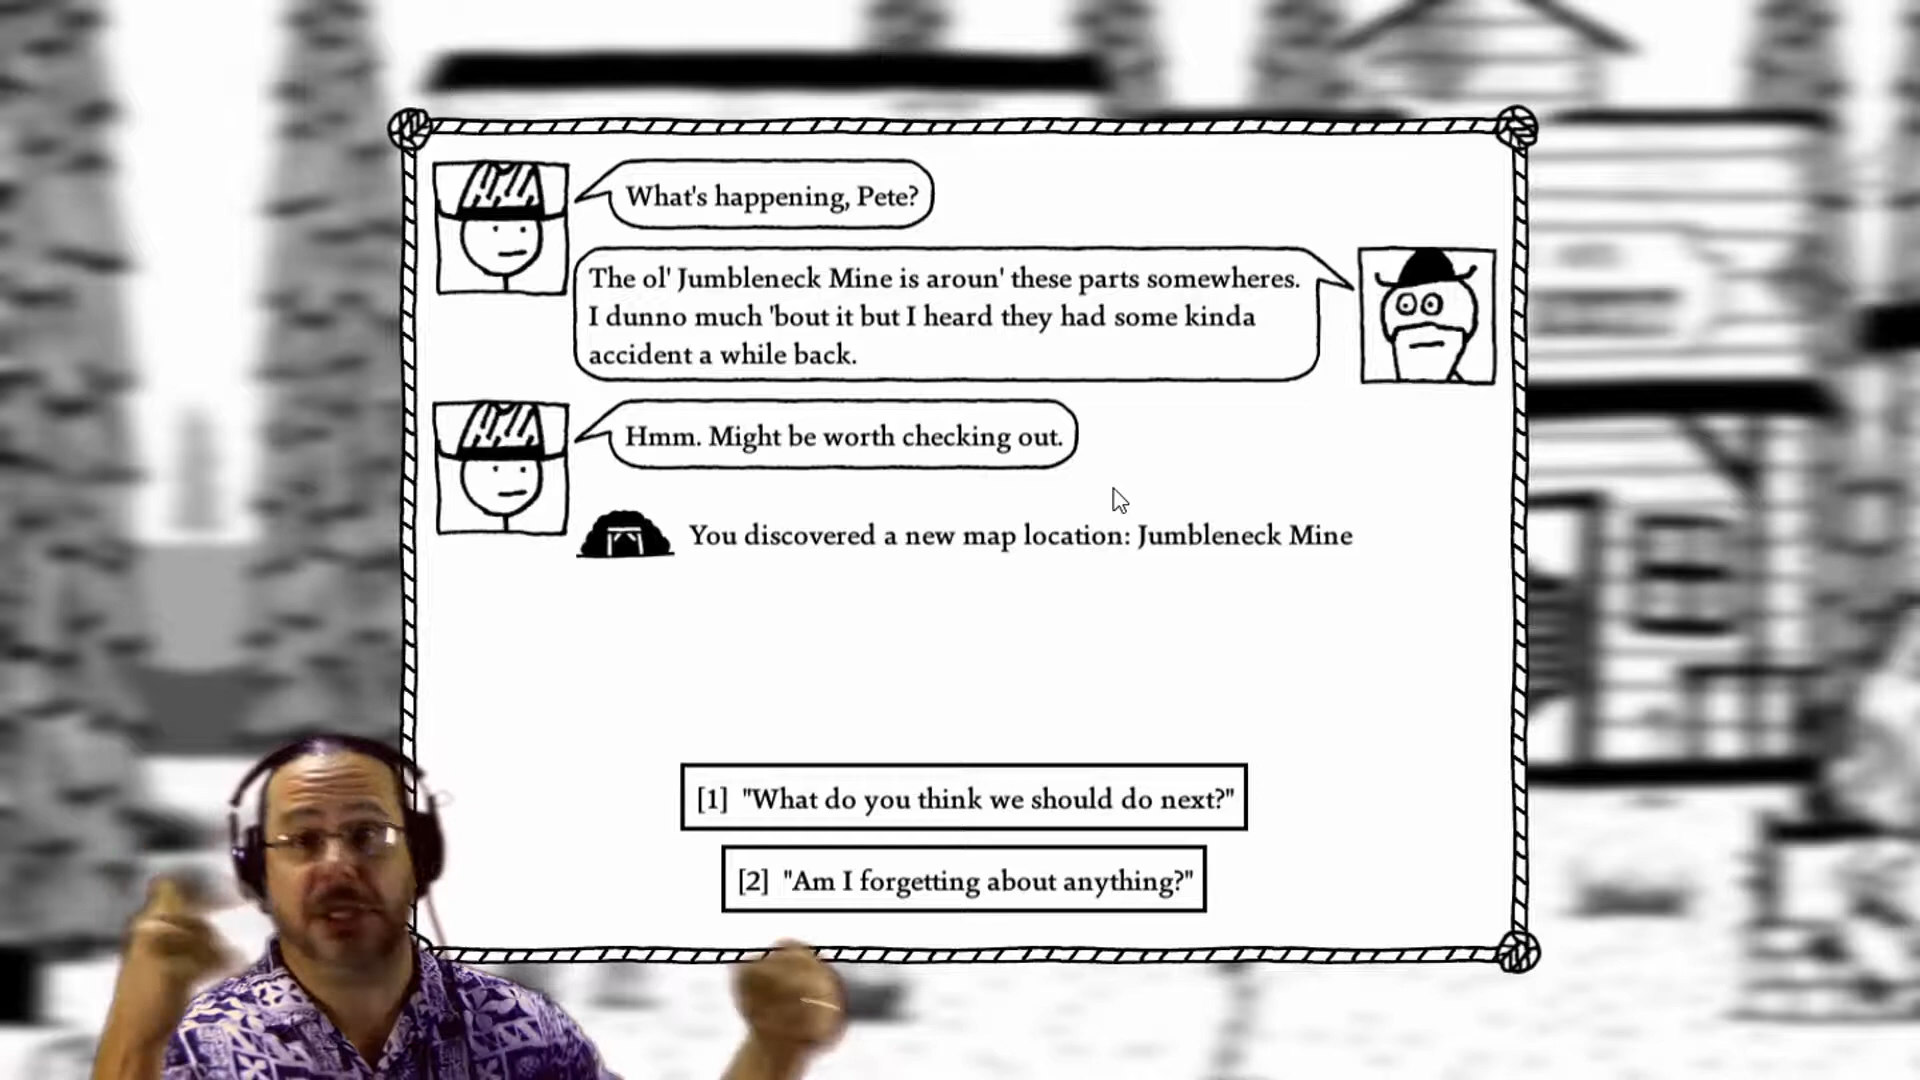 What's happening, Pete?
The ol' Jumbleneck Mine is aroun' these parts somewheres.
I dunno much 'bout it but I heard they had some kinda
accident a while back.
Hmm. Might be worth checking out.
You discovered a new map location: Jumbleneck Mine
[1] "What do you think we should do next?"
[2] "Am I forgetting about anything?"